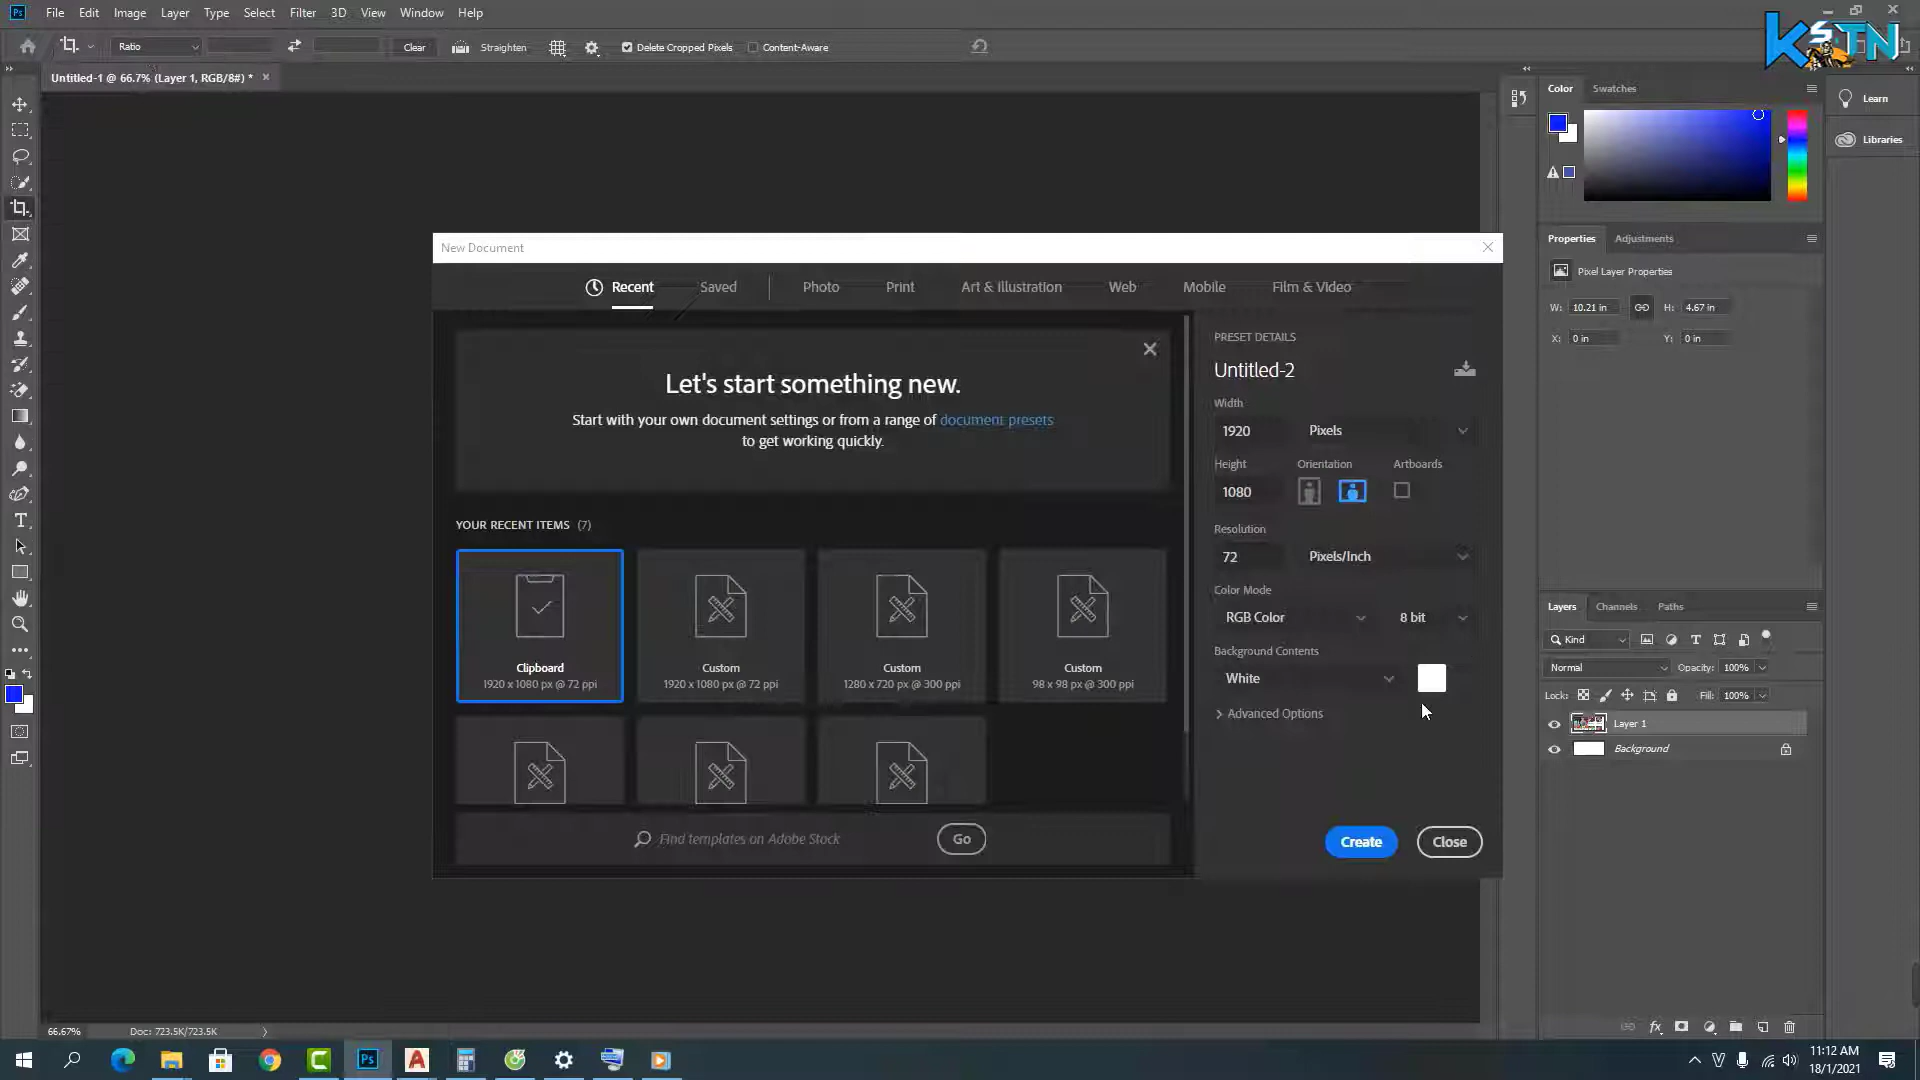 Ps File Edit Image Layer Type Select Filter 3D View Window Help
Ratio Clear Straighten Delete Cropped Pixels Content-Aware
KSTN
Untitled-1 @ 66.7% (Layer 1, RGB/8#) *
Color Swatches
Learn
Libraries
New Document
Recent Saved Photo Print Art & Illustration Web Mobile Film & Video
Let's start something new.
Start with your own document settings or from a range of document presets
to get working quickly.
YOUR RECENT ITEMS (7)
Clipboard
1920 x 1080 px @ 72 ppi
Custom
1920 x 1080 px @ 72 ppi
Custom
1280 x 720 px @ 300 ppi
Custom
98 x 98 px @ 300 ppi
Find templates on Adobe Stock Go
PRESET DETAILS
Untitled-2
Width
1920 Pixels
Height Orientation Artboards
1080
Resolution
72 Pixels/Inch
Color Mode
RGB Color 8 bit
Background Contents
White
Advanced Options
Create Close
Properties Adjustments
Pixel Layer Properties
W: 10.21 in H: 4.67 in
X: 0 in Y: 0 in
Layers Channels Paths
Kind
Normal Opacity: 100%
Lock: Fill: 100%
Layer 1
Background
66.67% Doc: 723.5K/723.5K
11:12 AM
18/1/2021